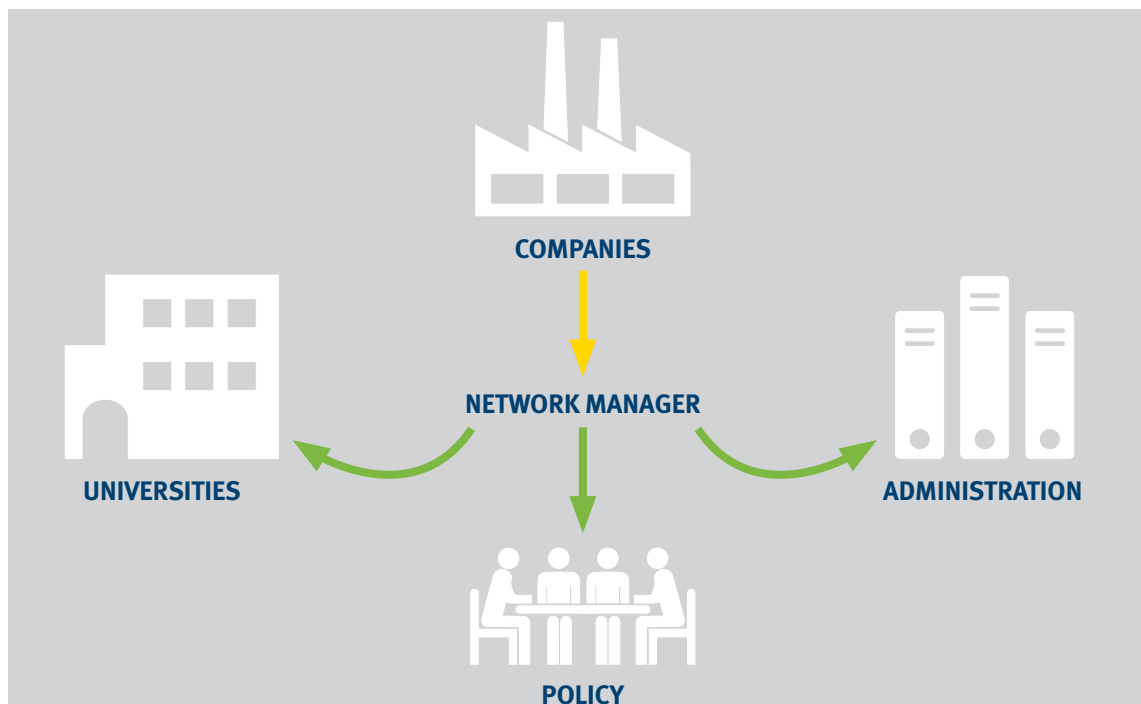 COMPANIES
NETWORK MANAGER
UNIVERSITIES
ADMINISTRATION
POLICY